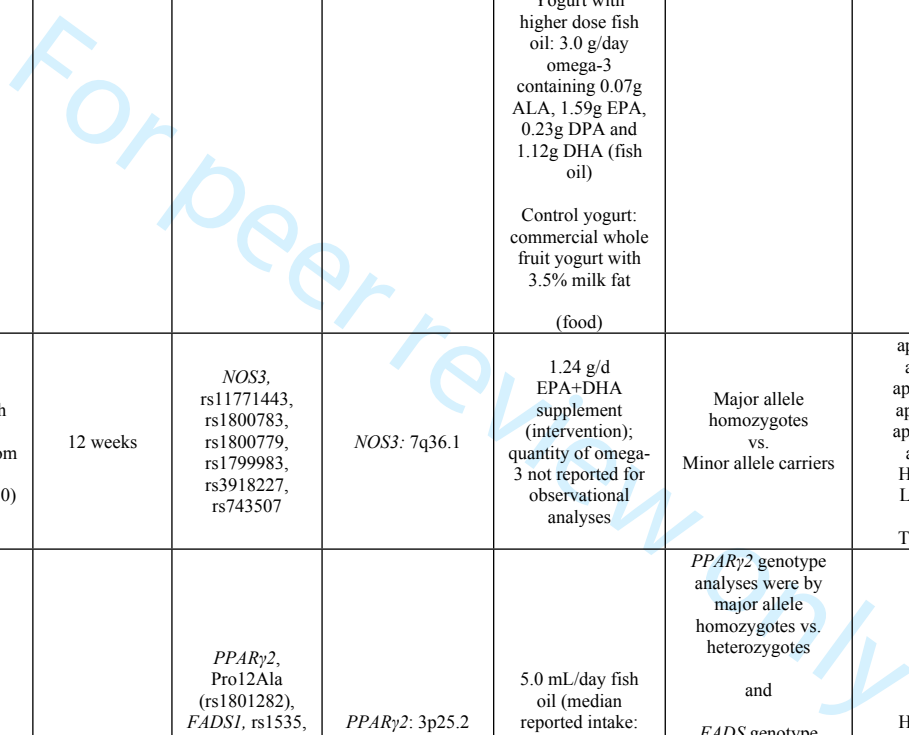 Yogurt with
higher dose fish
oil: 3.0 g/day
omega-3
containing 0.07g
ALA, 1.59g EPA,
0.23g DPA and
1.12g DHA (fish
oil)
Control yogurt:
commercial whole
fruit yogurt with
3.5% milk fat
(food)
0)
12 weeks
NOS3,
rs11771443,
rs1800783,
rs1800779,
rs1799983,
rs3918227,
rs743507
NOS3: 7q36.1
1.24 g/d
EPA+DHA
supplement
(intervention);
quantity of omega-
3 not reported for
observational
analyses
Major allele
homozygotes
vs.
Minor allele carriers
PPARγ2,
Pro12Ala
(rs1801282),
FADS1, rs1535,
PPARγ2: 3p25.2
5.0 mL/day fish
oil (median
reported intake:
PPARγ2 genotype
analyses were by
major allele
homozygotes vs.
heterozygotes
and
FADS genotype
For peer review only